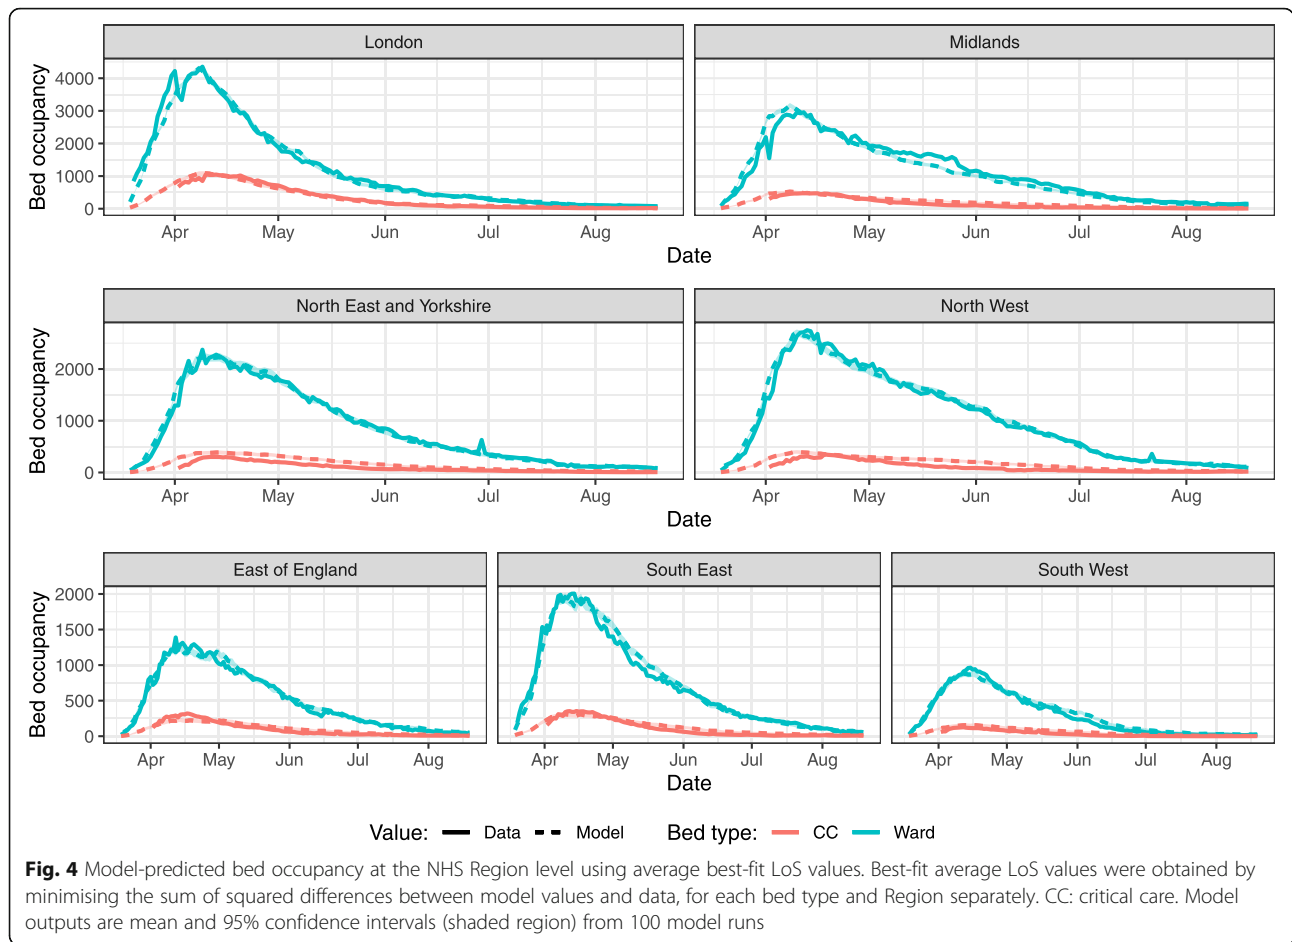 London
Midlands
Bed occupancy
4000
3000
2000
1000
0
Apr May Jun Jul Aug
Apr May Jun Jul Aug
Date
North East and Yorkshire
North West
Bed occupancy
2000
1000
0
Apr May Jun Jul Aug
Apr May Jun Jul Aug
Date
East of England
South East
South West
Bed occupancy
2000
1500
1000
500
0
Apr May Jun Jul Aug
Apr May Jun Jul Aug
Apr May Jun Jul Aug
Date
Value: Data Model Bed type: CC Ward
Fig. 4 Model-predicted bed occupancy at the NHS Region level using average best-fit LoS values. Best-fit average LoS values were obtained by
minimising the sum of squared differences between model values and data, for each bed type and Region separately. CC: critical care. Model
outputs are mean and 95% confidence intervals (shaded region) from 100 model runs